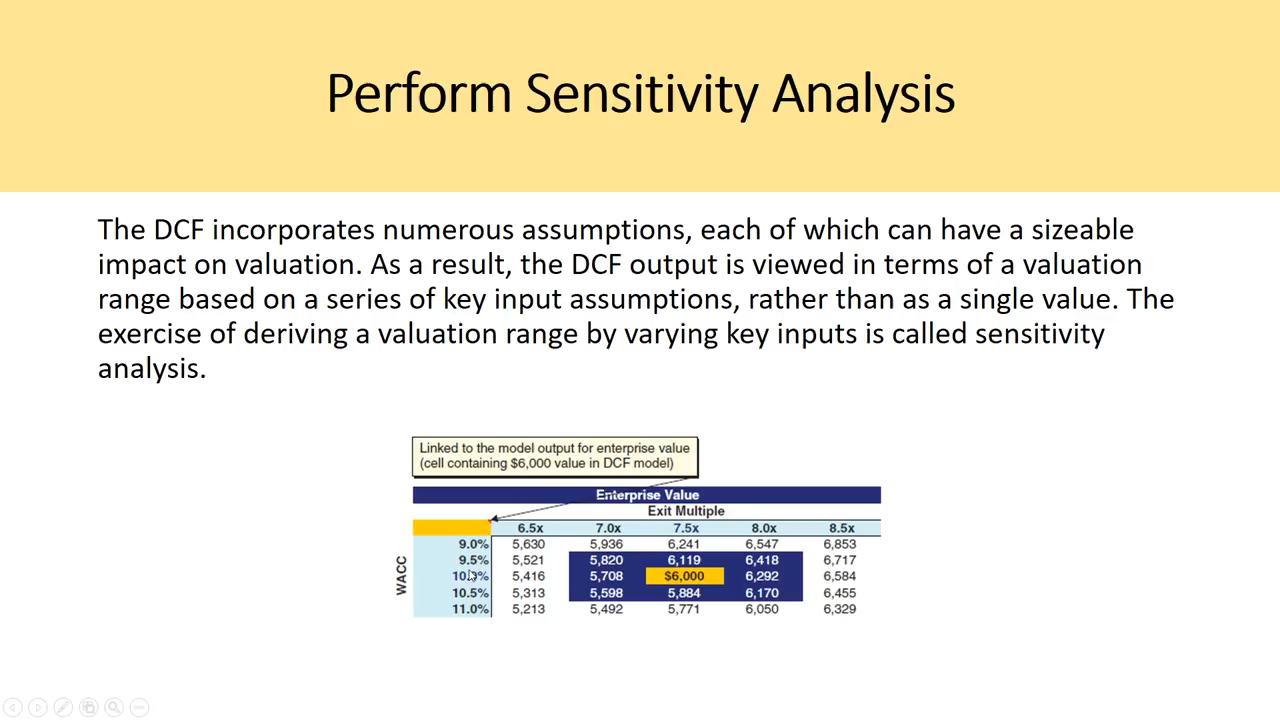 Perform Sensitivity Analysis
The DCF incorporates numerous assumptions, each of which can have a sizeable
impact on valuation. As a result, the DCF output is viewed in terms of a valuation
range based on a series of key input assumptions, rather than as a single value. The
exercise of deriving a valuation range by varying key inputs is called sensitivity
analysis.
Linked to the model output for enterprise value
(cell containing $6,000 value in DCF model)
Enterprise Value
Exit Multiple
6.5x 7.0x 7.5x 8.0x 8.5x
WACC
9.0% 5,630 5,936 6,241 6,547 6,853
9.5% 5,521 5,820 6,119 6,418 6,717
10.0% 5,416 5,708 $6,000 6,292 6,584
10.5% 5,313 5,598 5,884 6,170 6,455
11.0% 5,213 5,492 5,771 6,050 6,329